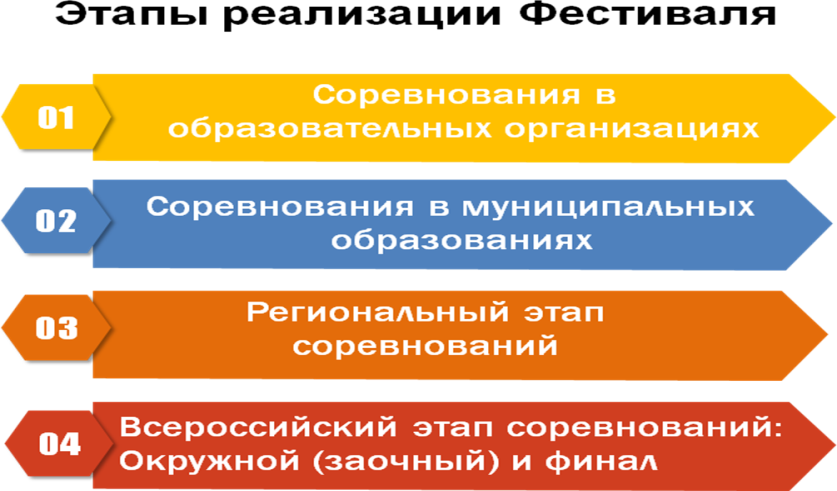 Этапы реализации Фестиваля
01
Соревнования в
образовательных организациях
02
Соревнования в муниципальных
образованиях
03
Региональный этап
соревнований
04
Всероссийский этап соревнований:
Окружной (заочный) и финал